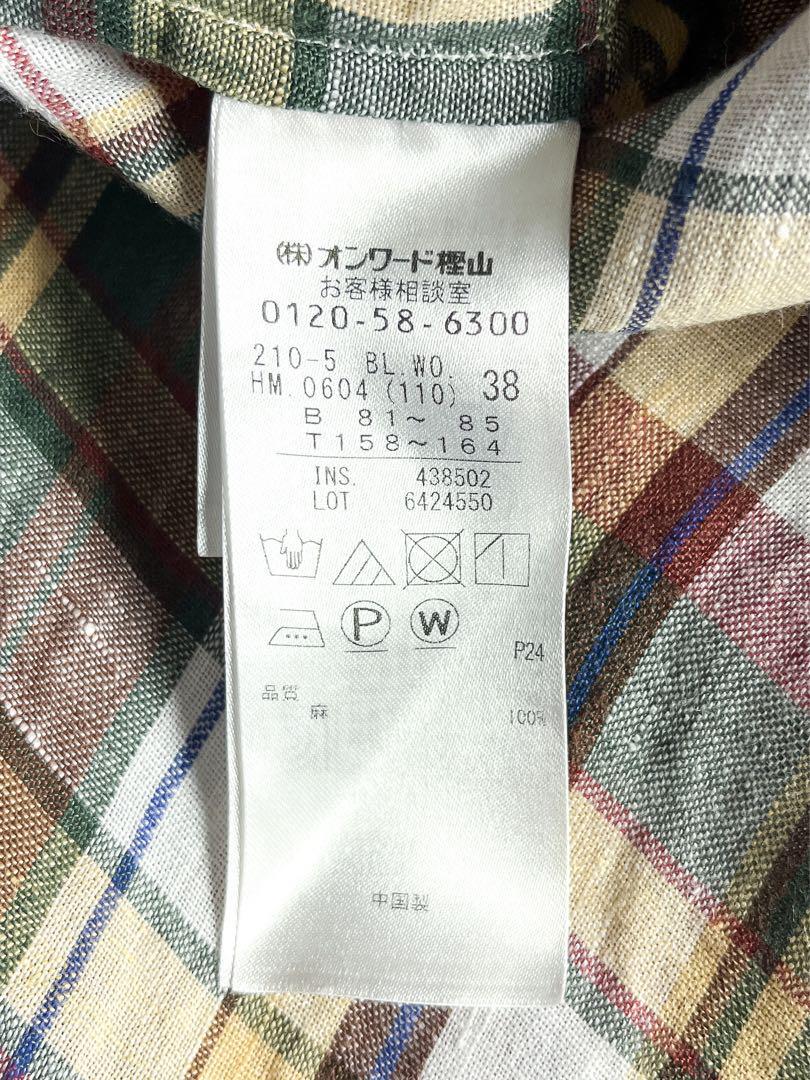 (株)オンワード樫山
お客様相談室
0120-58-6300
210-5 BL.WO.
HM.0604(110) 38
B 81～ 85
T158～164
INS. 438502
LOT 6424550
P W
P24
品質
麻 100%
中国製